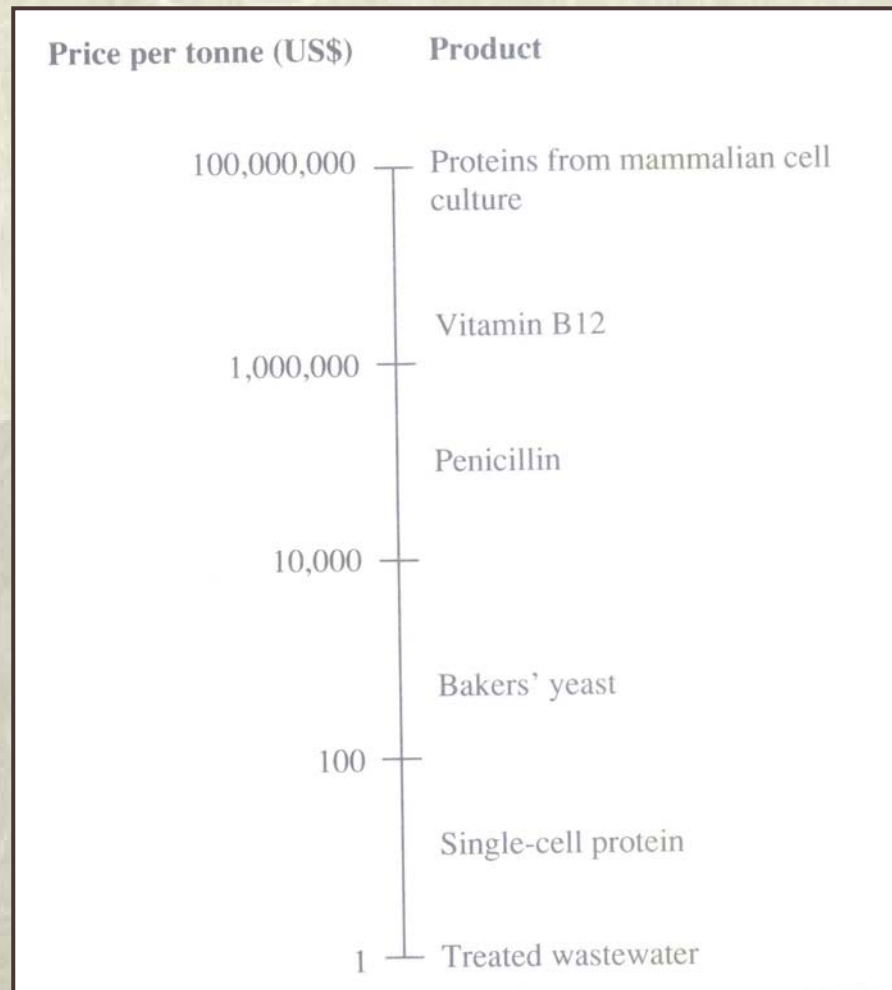 Price per tonne (US$) Product
100,000,000 Proteins from mammalian cell
culture
Vitamin B12
1,000,000
Penicillin
10,000
Bakers’ yeast
100
Single-cell protein
1 Treated wastewater